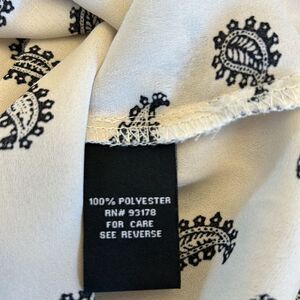 100% POLYESTER
RN# 93178
FOR CARE
SEE REVERSE